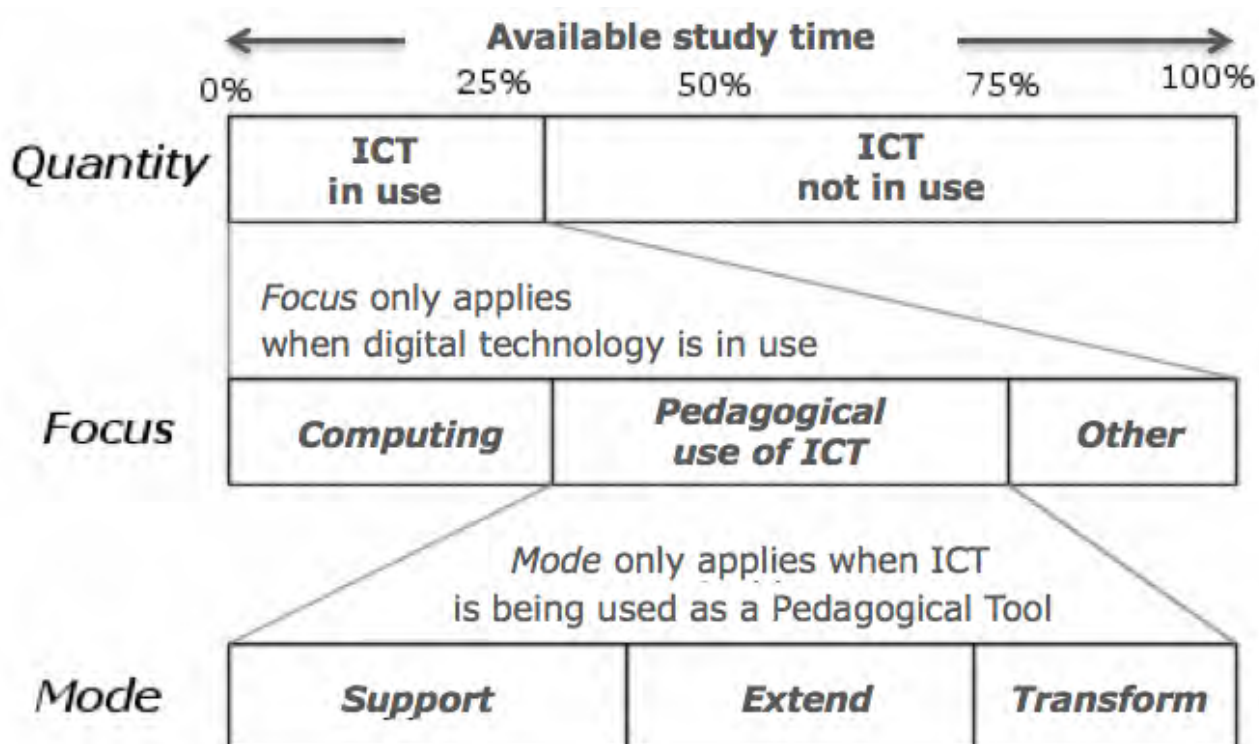 Available study time
0% 25% 50% 75% 100%
Quantity
ICT
in use
ICT
not in use
Focus only applies
when digital technology is in use
Focus
Computing
Pedagogical
use of ICT
Other
Mode only applies when ICT
is being used as a Pedagogical Tool
Mode
Support
Extend
Transform